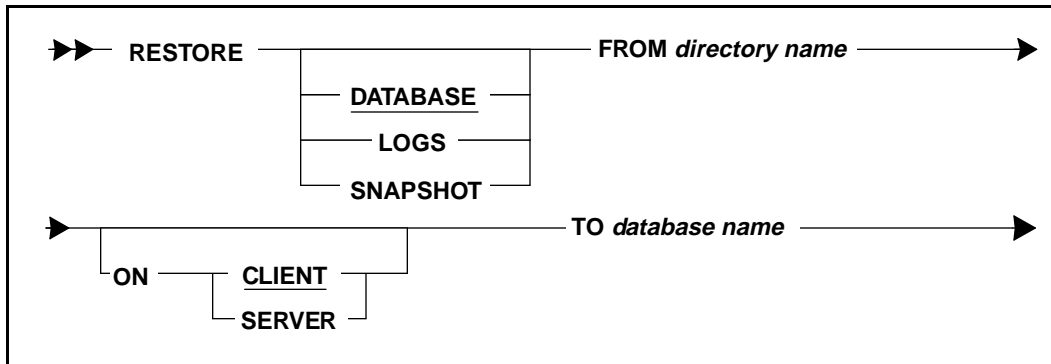 RESTORE FROM directory name
DATABASE
LOGS
SNAPSHOT
TO database name
ON CLIENT
SERVER